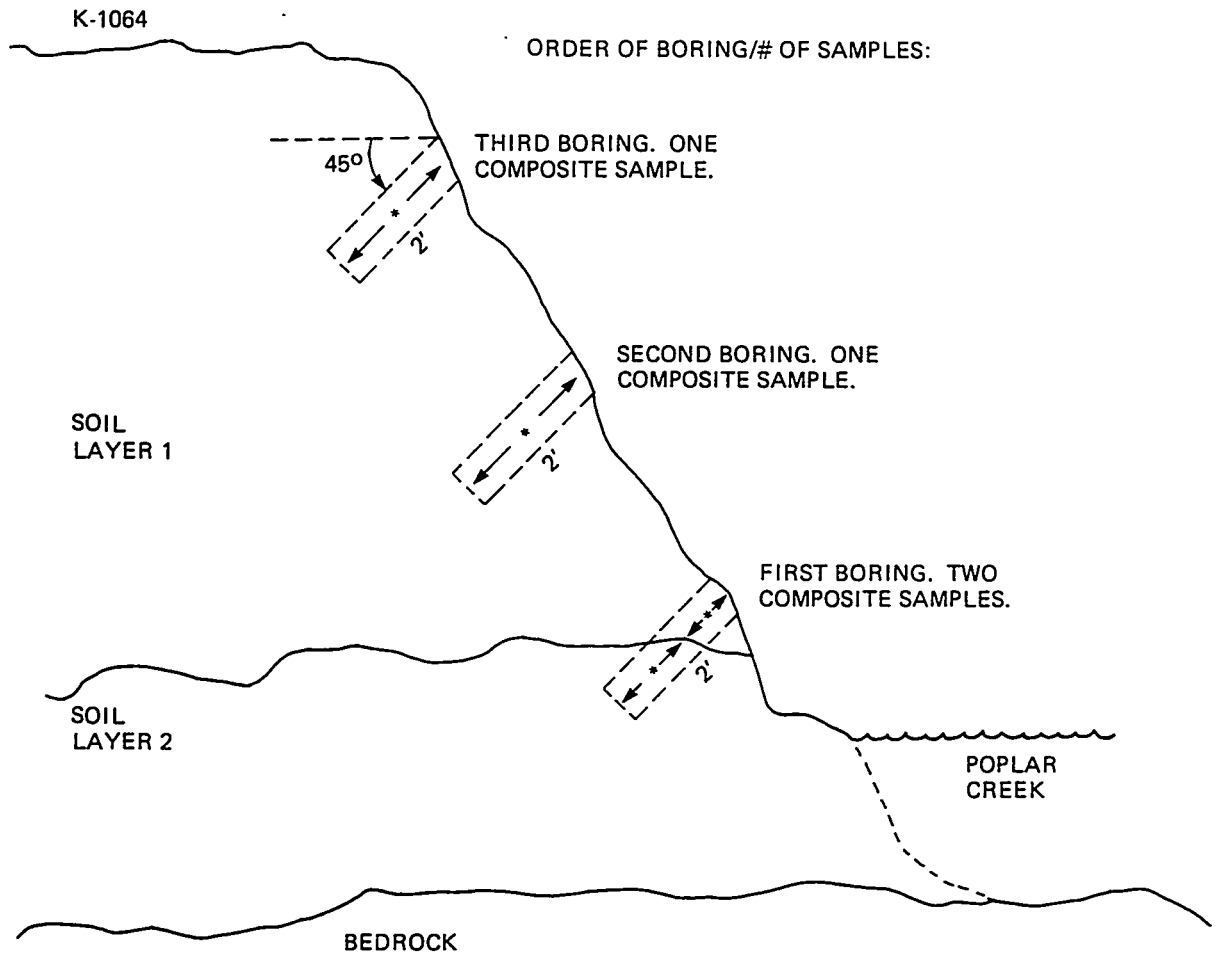 K-1064
ORDER OF BORING/# OF SAMPLES:
THIRD BORING. ONE
COMPOSITE SAMPLE.
45°
2'
SECOND BORING. ONE
COMPOSITE SAMPLE.
2'
SOIL
LAYER 1
FIRST BORING. TWO
COMPOSITE SAMPLES.
2'
SOIL
LAYER 2
POPLAR
CREEK
BEDROCK